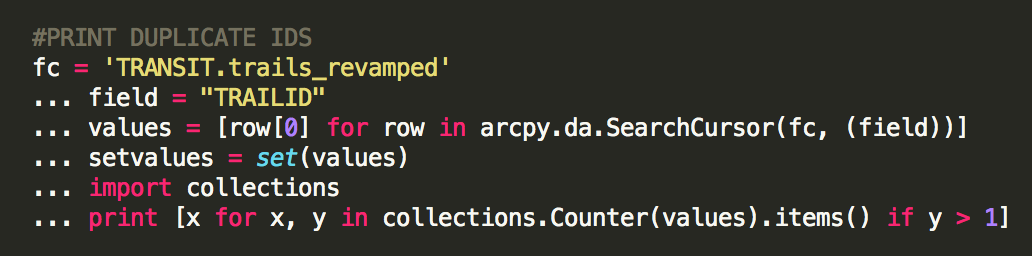 #PRINT DUPLICATE IDS
fc = 'TRANSIT.trails_revamped'
... field = "TRAILID"
... values = [row[0] for row in arcpy.da.SearchCursor(fc, (field))]
... setvalues = set(values)
... import collections
... print [x for x, y in collections.Counter(values).items() if y > 1]